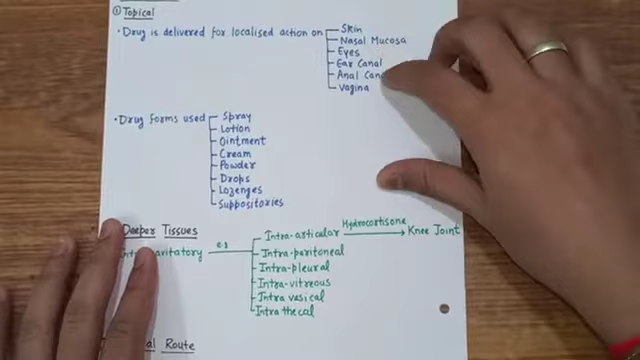 ① Topical
• Drug is delivered for localised action on
Skin
Nasal Mucosa
Eyes
Ear Canal
Anal
Vagina
• Drug forms used
Spray
Lotion
Ointment
Cream
Powder
Drops
Lozenges
Suppositories
Deeper Tissues
e.g
Intra-articular Hydrocortisone → Knee Joint
Intra-paritoneal
Intra-pleural
Intra-vitreous
Intra vasical
Intra thecal
Route